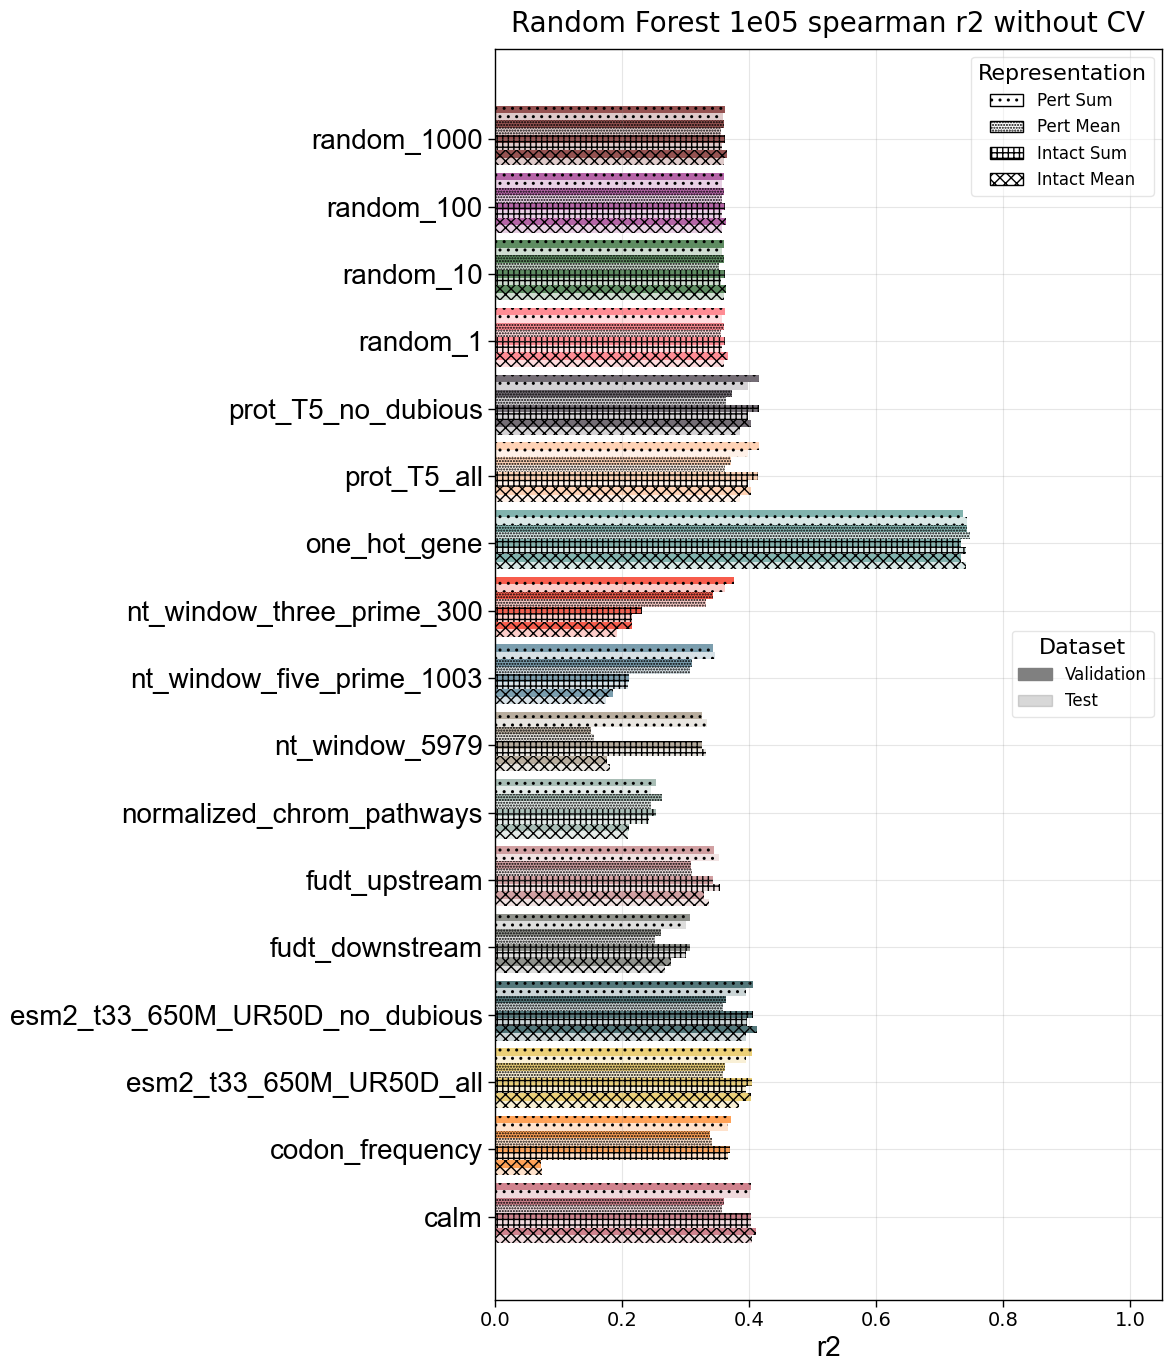 Random Forest 1e05 spearman r2 without CV
Representation
Pert Sum
Pert Mean
Intact Sum
Intact Mean
random_1000
random_100
random_10
random_1
prot_T5_no_dubious
prot_T5_all
one_hot_gene
nt_window_three_prime_300
nt_window_five_prime_1003
nt_window_5979
normalized_chrom_pathways
fudt_upstream
fudt_downstream
esm2_t33_650M_UR50D_no_dubious
esm2_t33_650M_UR50D_all
codon_frequency
calm
Dataset
Validation
Test
0.0 0.2 0.4 0.6 0.8 1.0
r2